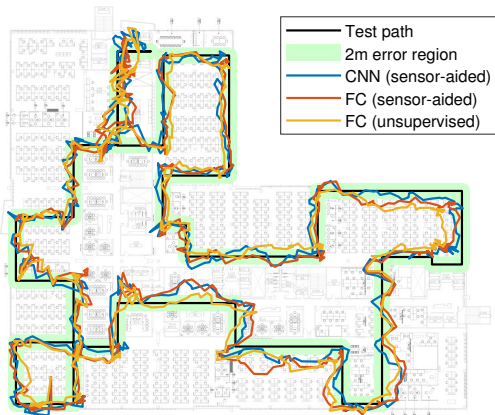 Test path
2m error region
CNN (sensor-aided)
FC (sensor-aided)
FC (unsupervised)